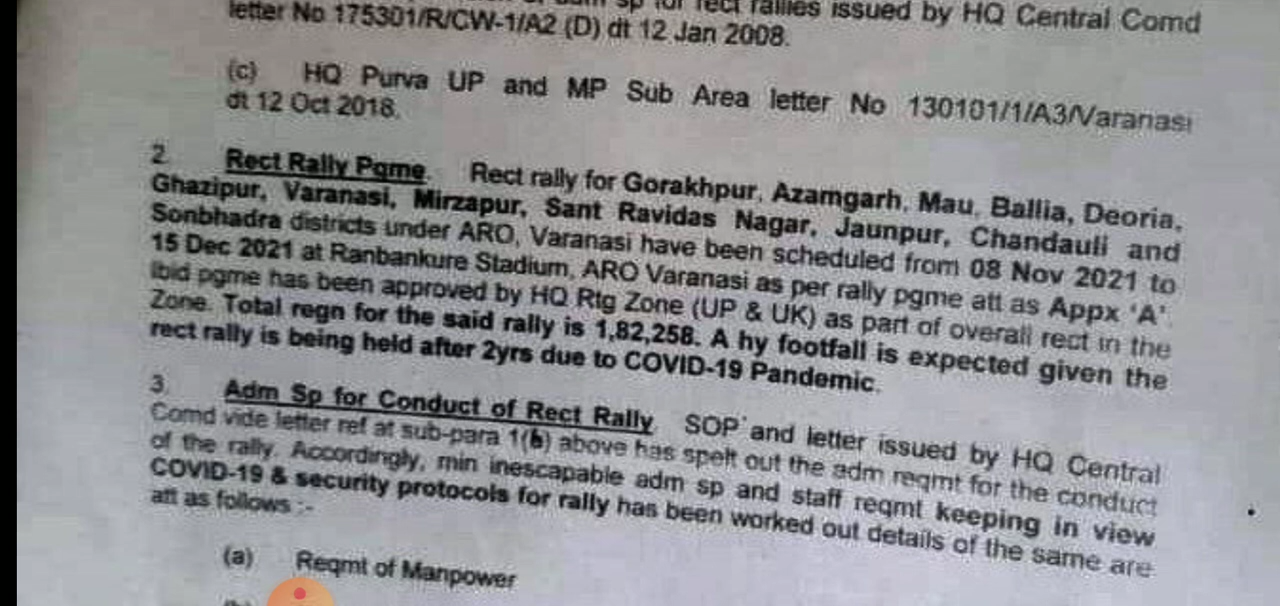 sp for rect rallies issued by HQ Central Comd
letter No 175301/R/CW-1/A2 (D) dt 12 Jan 2008.
(c) HQ Purva UP and MP Sub Area letter No 130101/1/A3/Varanasi
dt 12 Oct 2018.
2. Rect Rally Pgme. Rect rally for Gorakhpur, Azamgarh, Mau, Ballia, Deoria,
Ghazipur, Varanasi, Mirzapur, Sant Ravidas Nagar, Jaunpur, Chandauli and
Sonbhadra districts under ARO, Varanasi have been scheduled from 08 Nov 2021 to
15 Dec 2021 at Ranbankure Stadium, ARO Varanasi as per rally pgme att as Appx 'A'.
Ibid pgme has been approved by HQ Rtg Zone (UP & UK) as part of overall rect in the
Zone. Total regn for the said rally is 1,82,258. A hy footfall is expected given the
rect rally is being held after 2yrs due to COVID-19 Pandemic.
3. Adm Sp for Conduct of Rect Rally. SOP and letter issued by HQ Central
Comd vide letter ref at sub-para 1(b) above has spelt out the adm reqmt for the conduct
of the rally. Accordingly, min inescapable adm sp and staff reqmt keeping in view
COVID-19 & security protocols for rally has been worked out details of the same are
att as follows :-
(a) Reqmt of Manpower